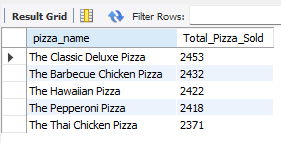 Result Grid Filter Rows:
pizza_name Total_Pizza_Sold
The Classic Deluxe Pizza 2453
The Barbecue Chicken Pizza 2432
The Hawaiian Pizza 2422
The Pepperoni Pizza 2418
The Thai Chicken Pizza 2371